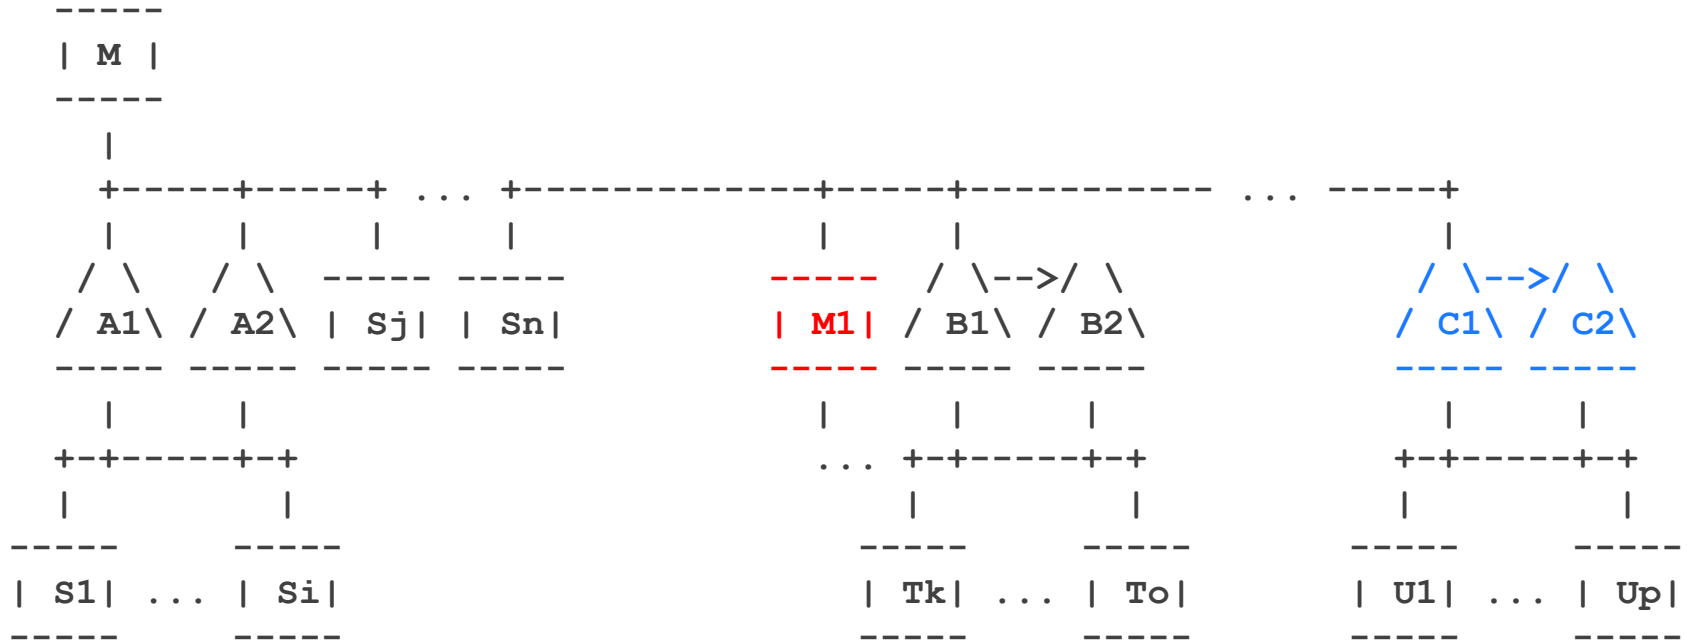 -----
   | M |
   -----
     |
     +-----+-----+ ... +-------------+-----+----------- ... -----+
     |     |     |     |             |     |                     |
    / \   / \  ----- -----         -----  / \-->/ \             / \-->/ \
   / A1\ / A2\ | Sj| | Sn|         | M1| / B1\ / B2\           / C1\ / C2\
   ----- ----- ----- -----         ----- ----- -----           ----- -----
     |     |                         |     |     |               |     |
   +-+-----+-+                       ... +-+-----+-+           +-+-----+-+
   |         |                           |         |           |         |
 -----     -----                       -----     -----       -----     -----
 | S1| ... | Si|                       | Tk| ... | To|       | U1| ... | Up|
 -----     -----                       -----     -----       -----     -----